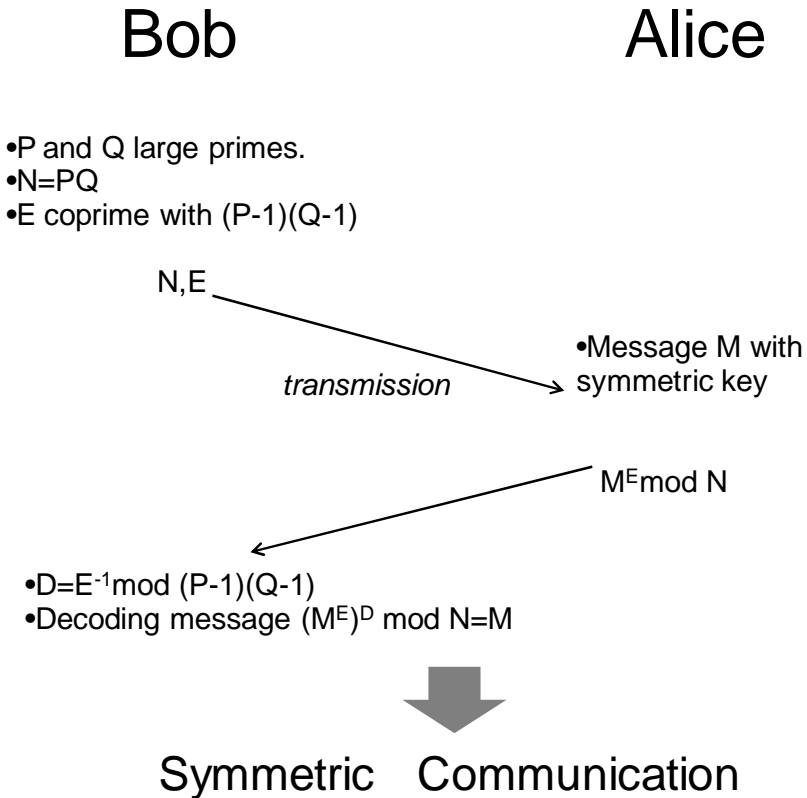 Bob Alice
•P and Q large primes.
•N=PQ
•E coprime with (P-1)(Q-1)
N,E
•Message M with
symmetric key
transmission
Mᴱmod N
•D=E⁻¹mod (P-1)(Q-1)
•Decoding message (Mᴱ)ᴰ mod N=M
Symmetric Communication